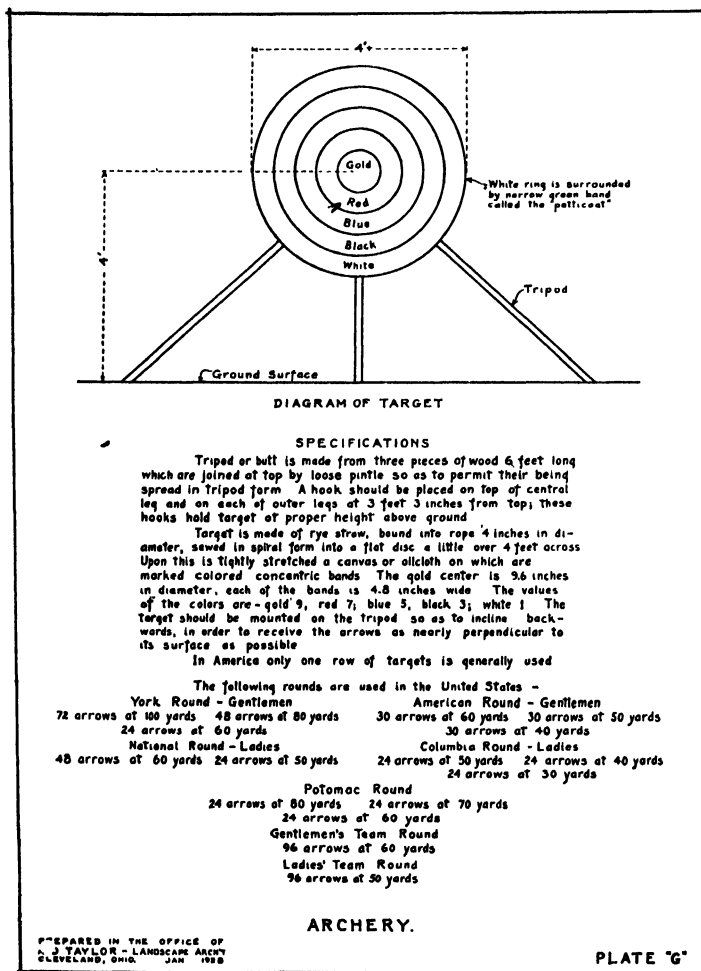 4'+
Gold
Red
Blue
Black
White
White ring is surrounded
by narrow green band
called the "petticoat"
4'
Tripod
Ground Surface
DIAGRAM OF TARGET
SPECIFICATIONS
Tripod or butt is made from three pieces of wood 6 feet long
which are joined at top by loose pintle so as to permit their being
spread in tripod form A hook should be placed on top of central
leg and on each of outer legs at 3 feet 3 inches from top; these
hooks hold target at proper height above ground
Target is made of rye straw, bound into rope 4 inches in di-
ameter, sewed in spiral form into a flat disc a little over 4 feet across
Upon this is tightly stretched a canvas or oilcloth on which are
marked colored concentric bands The gold center is 9.6 inches
in diameter, each of the bands is 4.8 inches wide The values
of the colors are - gold 9, red 7; blue 5, black 3; white 1 The
target should be mounted on the tripod so as to incline back-
wards, in order to receive the arrows as nearly perpendicular to
its surface as possible
In America only one row of targets is generally used
The following rounds are used in the United States -
York Round - Gentlemen
72 arrows at 100 yards 48 arrows at 80 yards
24 arrows at 60 yards
American Round - Gentlemen
30 arrows at 60 yards 30 arrows at 50 yards
30 arrows at 40 yards
National Round - Ladies
48 arrows at 60 yards 24 arrows at 50 yards
Columbia Round - Ladies
24 arrows at 50 yards 24 arrows at 40 yards
24 arrows at 30 yards
Potomac Round
24 arrows at 80 yards 24 arrows at 70 yards
24 arrows at 60 yards
Gentlemen's Team Round
96 arrows at 60 yards
Ladies' Team Round
96 arrows at 50 yards
ARCHERY.
PREPARED IN THE OFFICE OF
A J TAYLOR - LANDSCAPE ARCH'T
CLEVELAND, OHIO. JAN
PLATE "G"